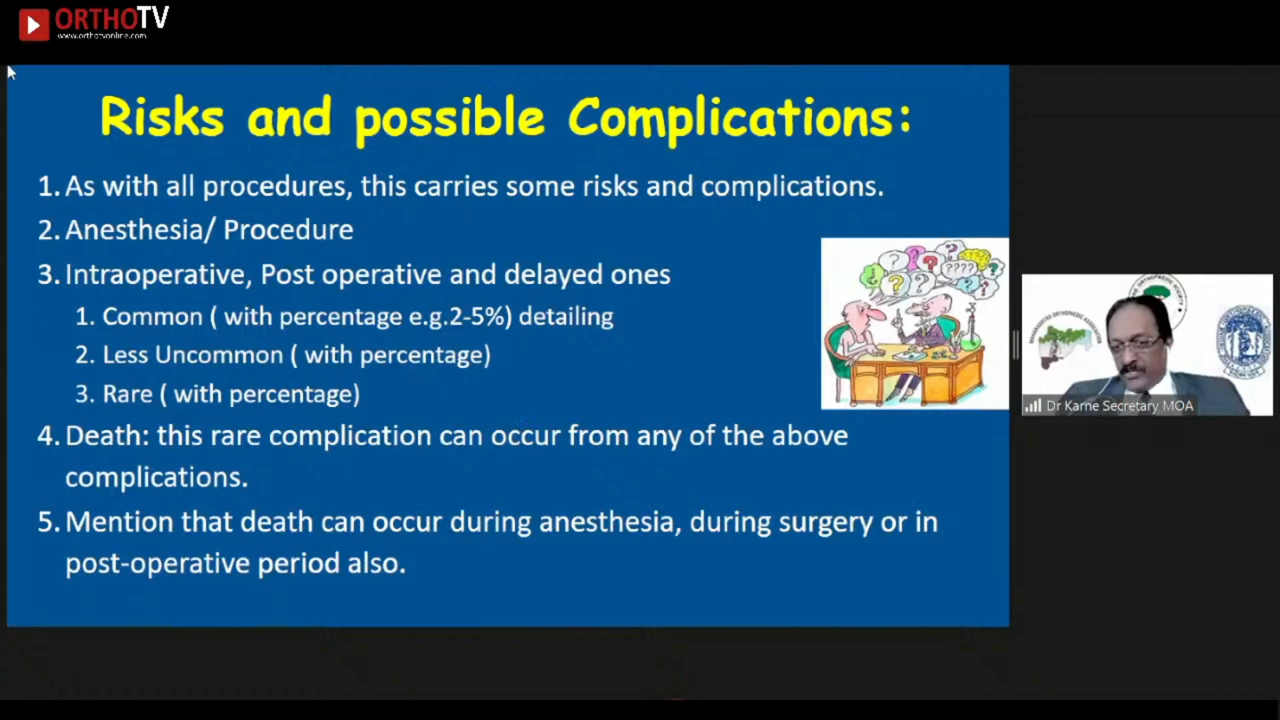 ORTHOTV
www.orthotvonline.com
Risks and possible Complications:
1. As with all procedures, this carries some risks and complications.
2. Anesthesia/ Procedure
3. Intraoperative, Post operative and delayed ones
1. Common ( with percentage e.g.2-5%) detailing
2. Less Uncommon ( with percentage)
3. Rare ( with percentage)
4. Death: this rare complication can occur from any of the above
complications.
5. Mention that death can occur during anesthesia, during surgery or in
post-operative period also.
????
Dr Karne Secretary MOA